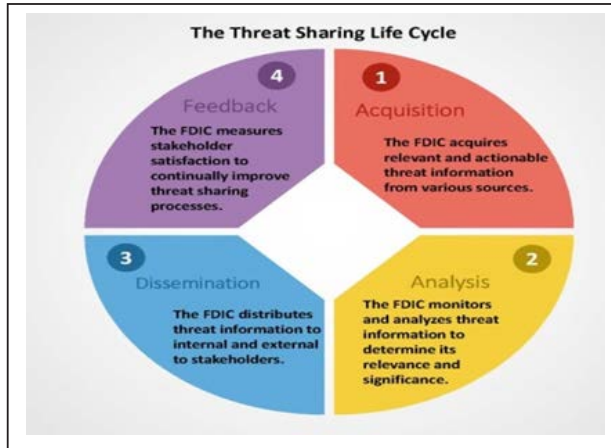 The Threat Sharing Life Cycle
1
Acquisition
The FDIC acquires
relevant and actionable
threat information
from various sources.
2
Analysis
The FDIC monitors
and analyzes threat
information to
determine its
relevance and
significance.
3
Dissemination
The FDIC distributes
threat information to
internal and external
to stakeholders.
4
Feedback
The FDIC measures
stakeholder
satisfaction to
continually improve
threat sharing
processes.